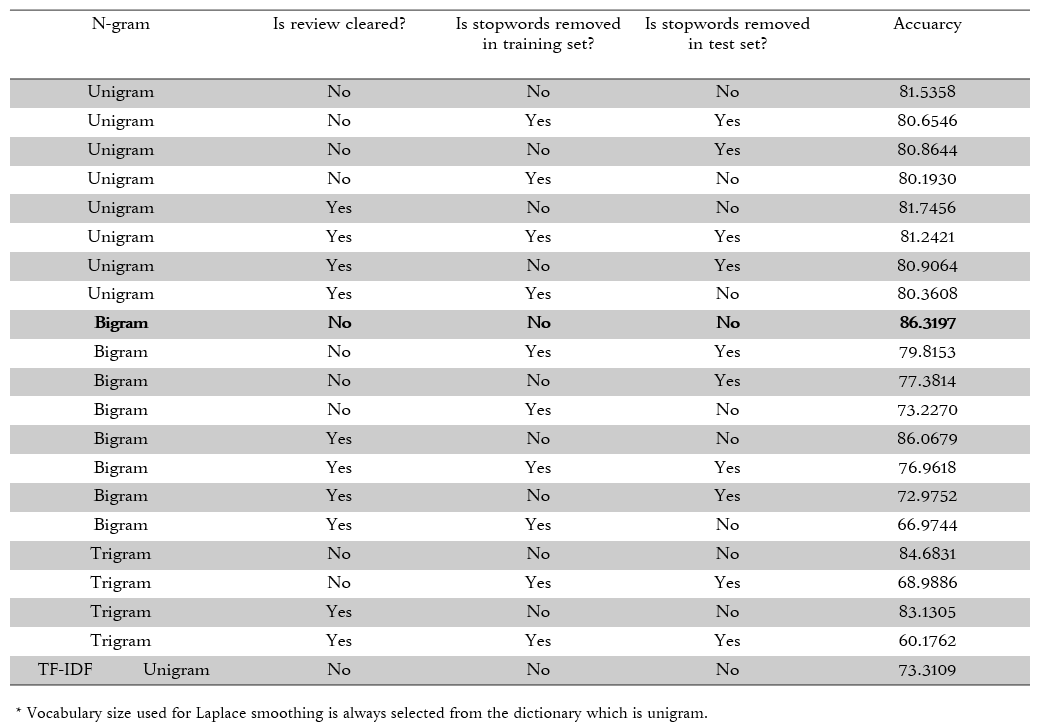 N-gram Is review cleared? Is stopwords removed in training set? Is stopwords removed in test set? Accuarcy
Unigram No No No 81.5358
Unigram No Yes Yes 80.6546
Unigram No No Yes 80.8644
Unigram No Yes No 80.1930
Unigram Yes No No 81.7456
Unigram Yes Yes Yes 81.2421
Unigram Yes No Yes 80.9064
Unigram Yes Yes No 80.3608
Bigram No No No 86.3197
Bigram No Yes Yes 79.8153
Bigram No No Yes 77.3814
Bigram No Yes No 73.2270
Bigram Yes No No 86.0679
Bigram Yes Yes Yes 76.9618
Bigram Yes No Yes 72.9752
Bigram Yes Yes No 66.9744
Trigram No No No 84.6831
Trigram No Yes Yes 68.9886
Trigram Yes No No 83.1305
Trigram Yes Yes Yes 60.1762
TF-IDF Unigram No No No 73.3109
* Vocabulary size used for Laplace smoothing is always selected from the dictionary which is unigram.